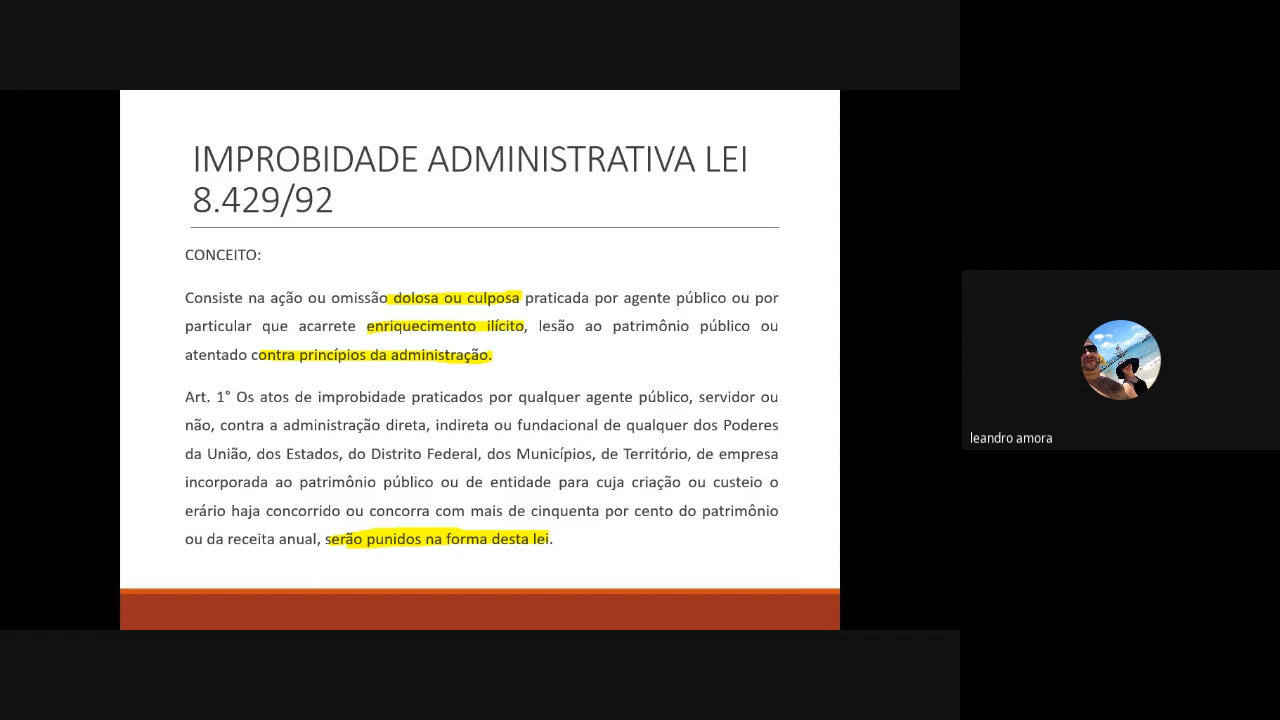 IMPROBIDADE ADMINISTRATIVA LEI
8.429/92
CONCEITO:
Consiste na ação ou omissão dolosa ou culposa praticada por agente público ou por
particular que acarrete enriquecimento ilícito, lesão ao patrimônio público ou
atentado contra princípios da administração.
Art. 1° Os atos de improbidade praticados por qualquer agente público, servidor ou
não, contra a administração direta, indireta ou fundacional de qualquer dos Poderes
da União, dos Estados, do Distrito Federal, dos Municípios, de Território, de empresa
incorporada ao patrimônio público ou de entidade para cuja criação ou custeio o
erário haja concorrido ou concorra com mais de cinquenta por cento do patrimônio
ou da receita anual, serão punidos na forma desta lei.
leandro amora